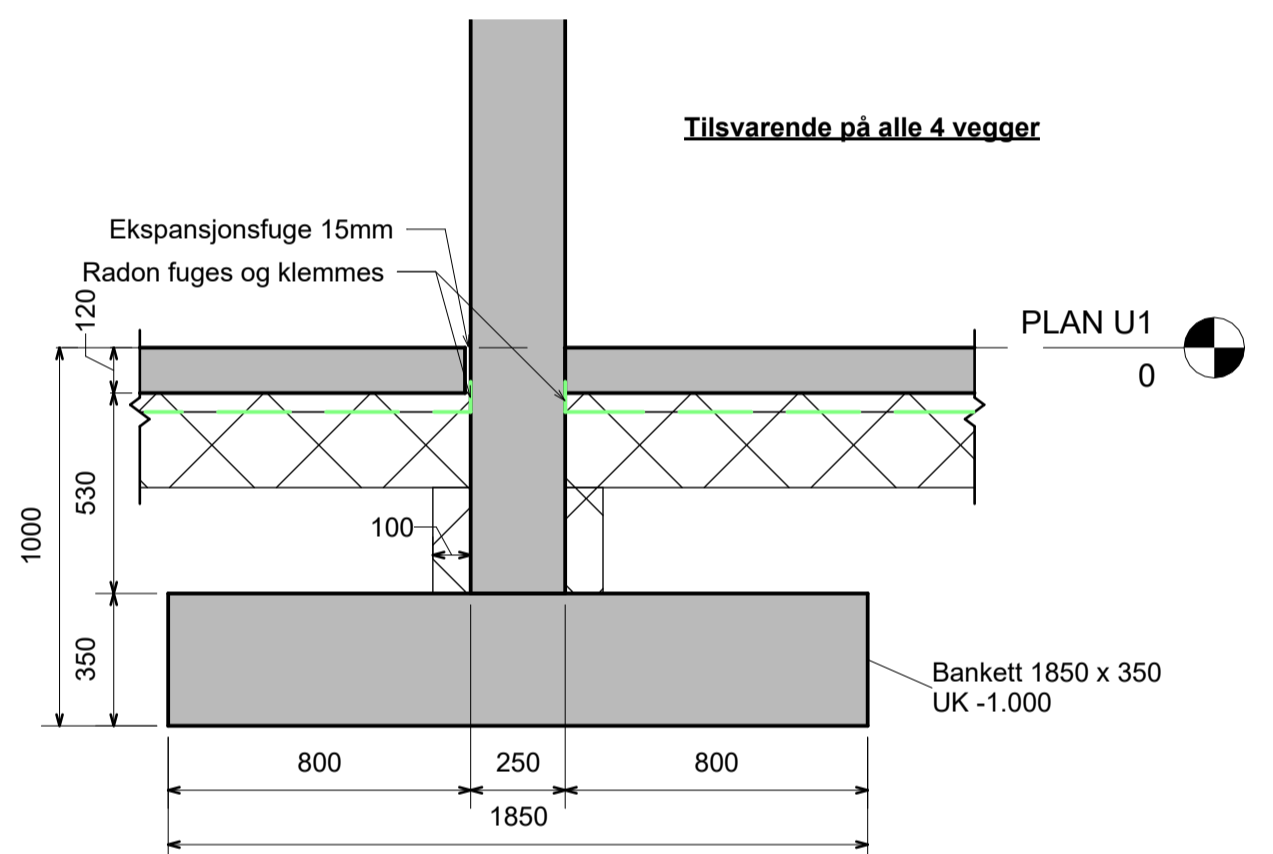 Tilsvarende på alle 4 vegger
Ekspansjonsfuge 15mm
Radon fuges og klemmes
120
PLAN U1
0
530
1000
100
350
Bankett 1850 x 350
UK -1.000
800
250
800
1850